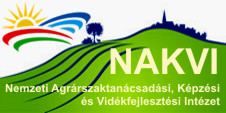 NAKVI
Nemzeti Agrárszaktanácsadási, Képzési
és Vidékfejlesztési Intézet